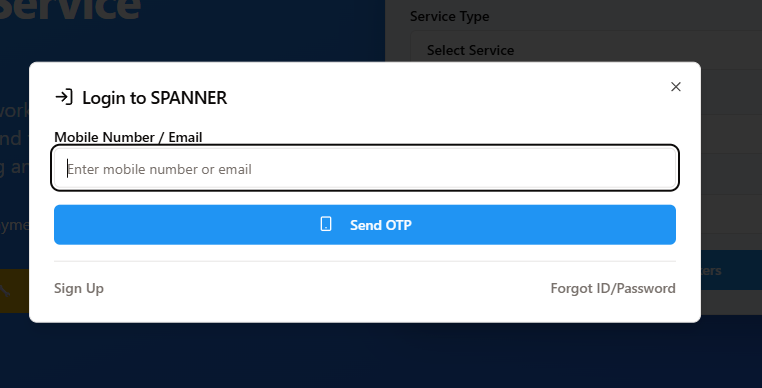 Service
Service Type
Select Service
Login to SPANNER
Mobile Number / Email
Enter mobile number or email
Send OTP
Sign Up
Forgot ID/Password